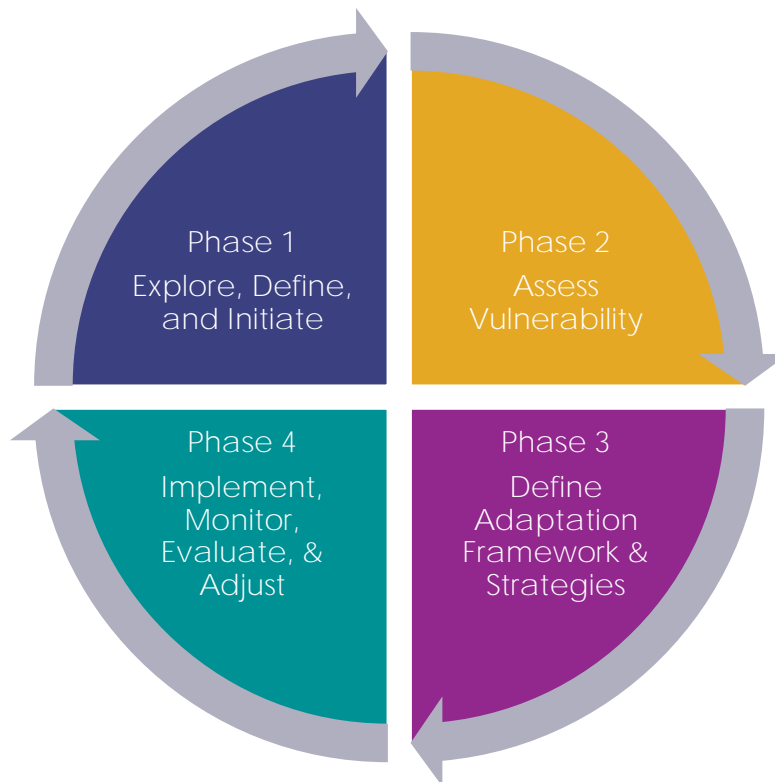 Phase 1
Explore, Define,
and Initiate
Phase 2
Assess
Vulnerability
Phase 4
Implement,
Monitor,
Evaluate, &
Adjust
Phase 3
Define
Adaptation
Framework &
Strategies